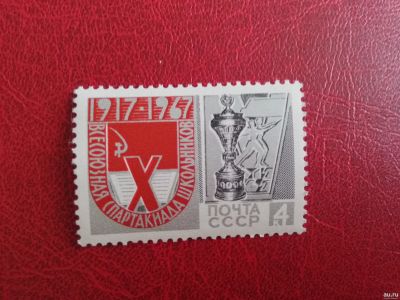 1917-1967
ВСЕСОЮЗНАЯ СПАРТАКИАДА ШКОЛЬНИКОВ
X
ПОЧТА
СССР
4
au.ru